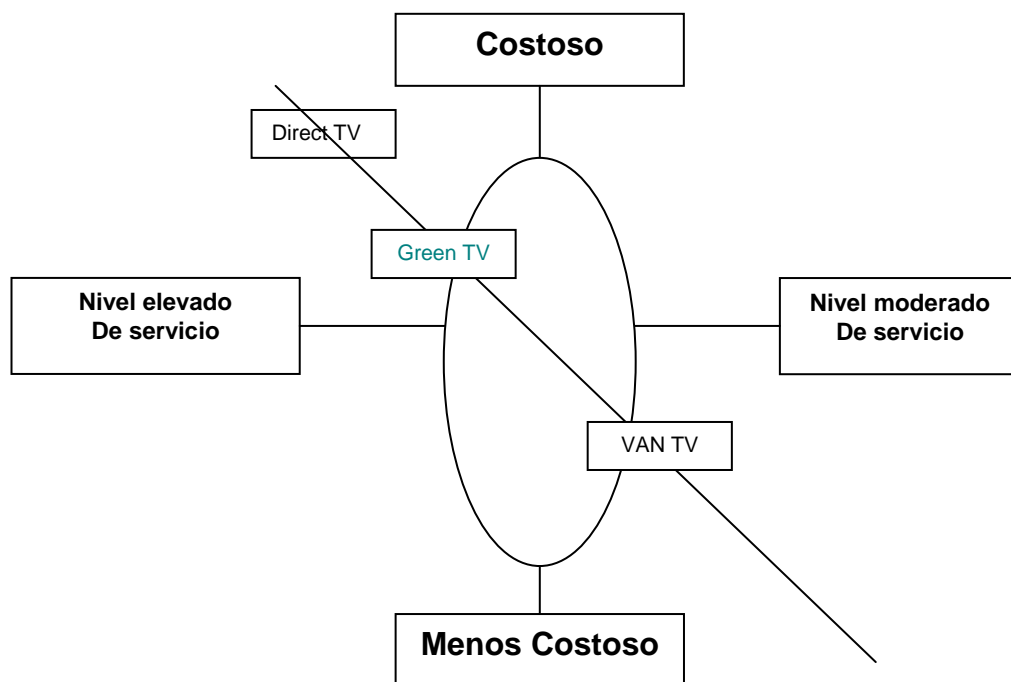 Costoso
Direct TV
Green TV
Nivel elevado
De servicio
Nivel moderado
De servicio
VAN TV
Menos Costoso